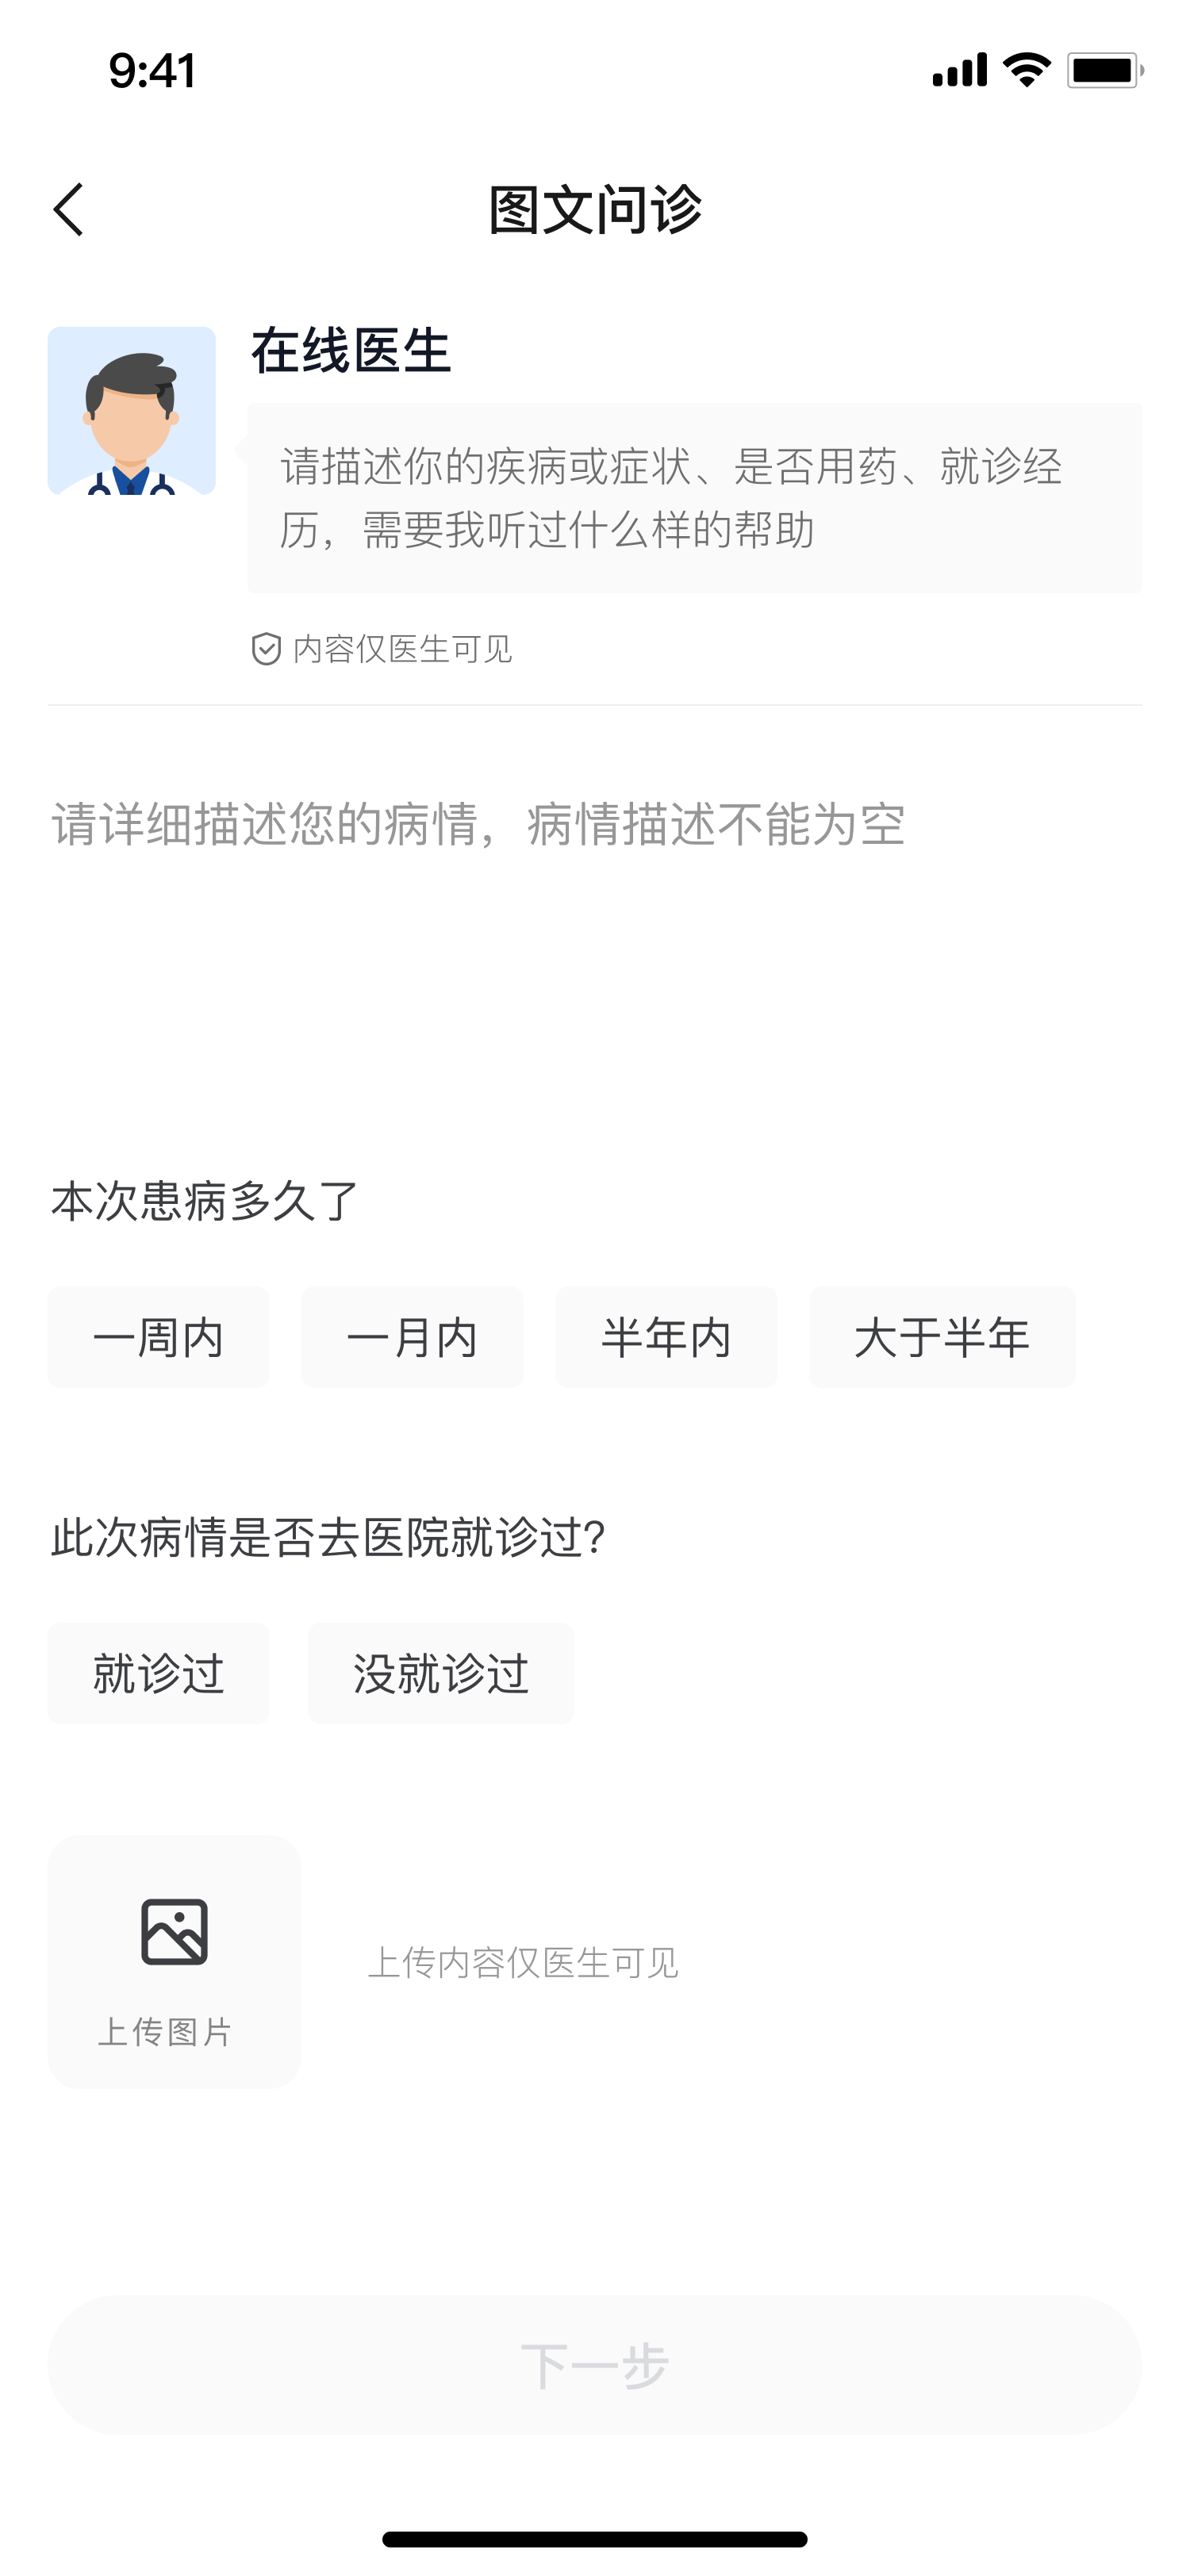 9:41
图文问诊
在线医生
请描述你的疾病或症状、是否用药、就诊经
历，需要我听过什么样的帮助
内容仅医生可见
请详细描述您的病情，病情描述不能为空
本次患病多久了
一周内 一月内 半年内 大于半年
此次病情是否去医院就诊过?
就诊过 没就诊过
上传内容仅医生可见
上传图片
下一步